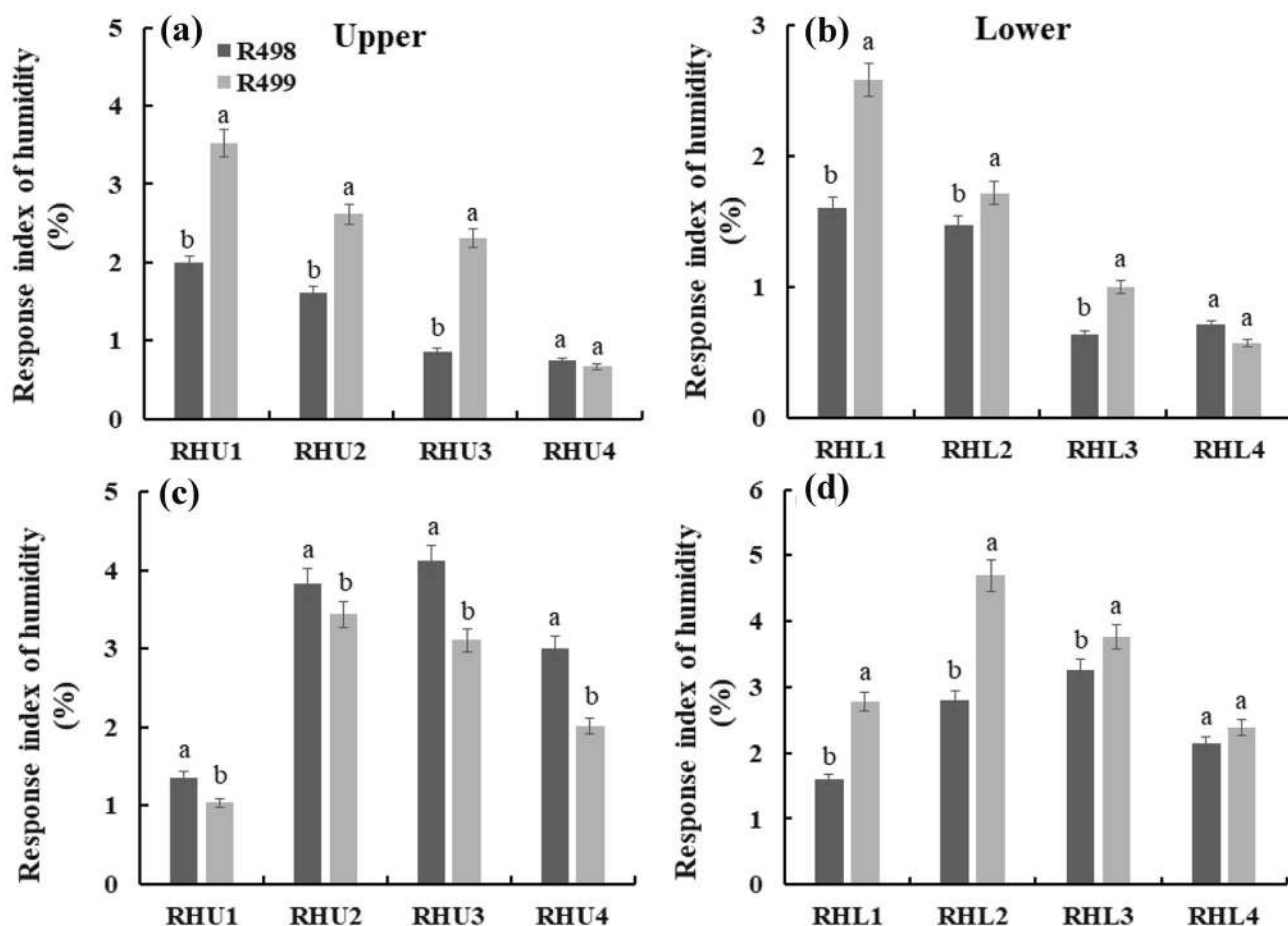 (a)
Upper
R498
R499
Response index of humidity
(%)
5
4
3
2
1
0
b
a
b
a
b
a
a
a
RHU1 RHU2 RHU3 RHU4
(b)
Lower
Response index of humidity
(%)
3
2
1
0
b
a
b
a
b
a
a
a
RHL1 RHL2 RHL3 RHL4
(c)
Response index of humidity
(%)
5
4
3
2
1
0
a
b
a
b
a
b
a
b
RHU1 RHU2 RHU3 RHU4
(d)
Response index of humidity
(%)
6
5
4
3
2
1
0
b
a
b
a
b
a
a
a
RHL1 RHL2 RHL3 RHL4